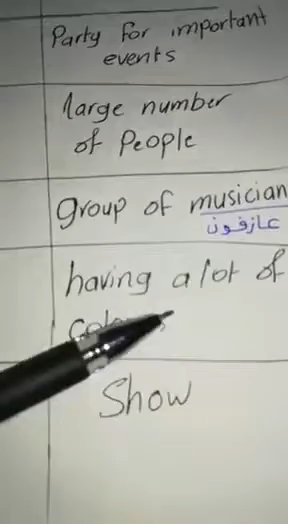 Party for important
events
large number
of People
group of musician
عازفون
having a lot of
Show